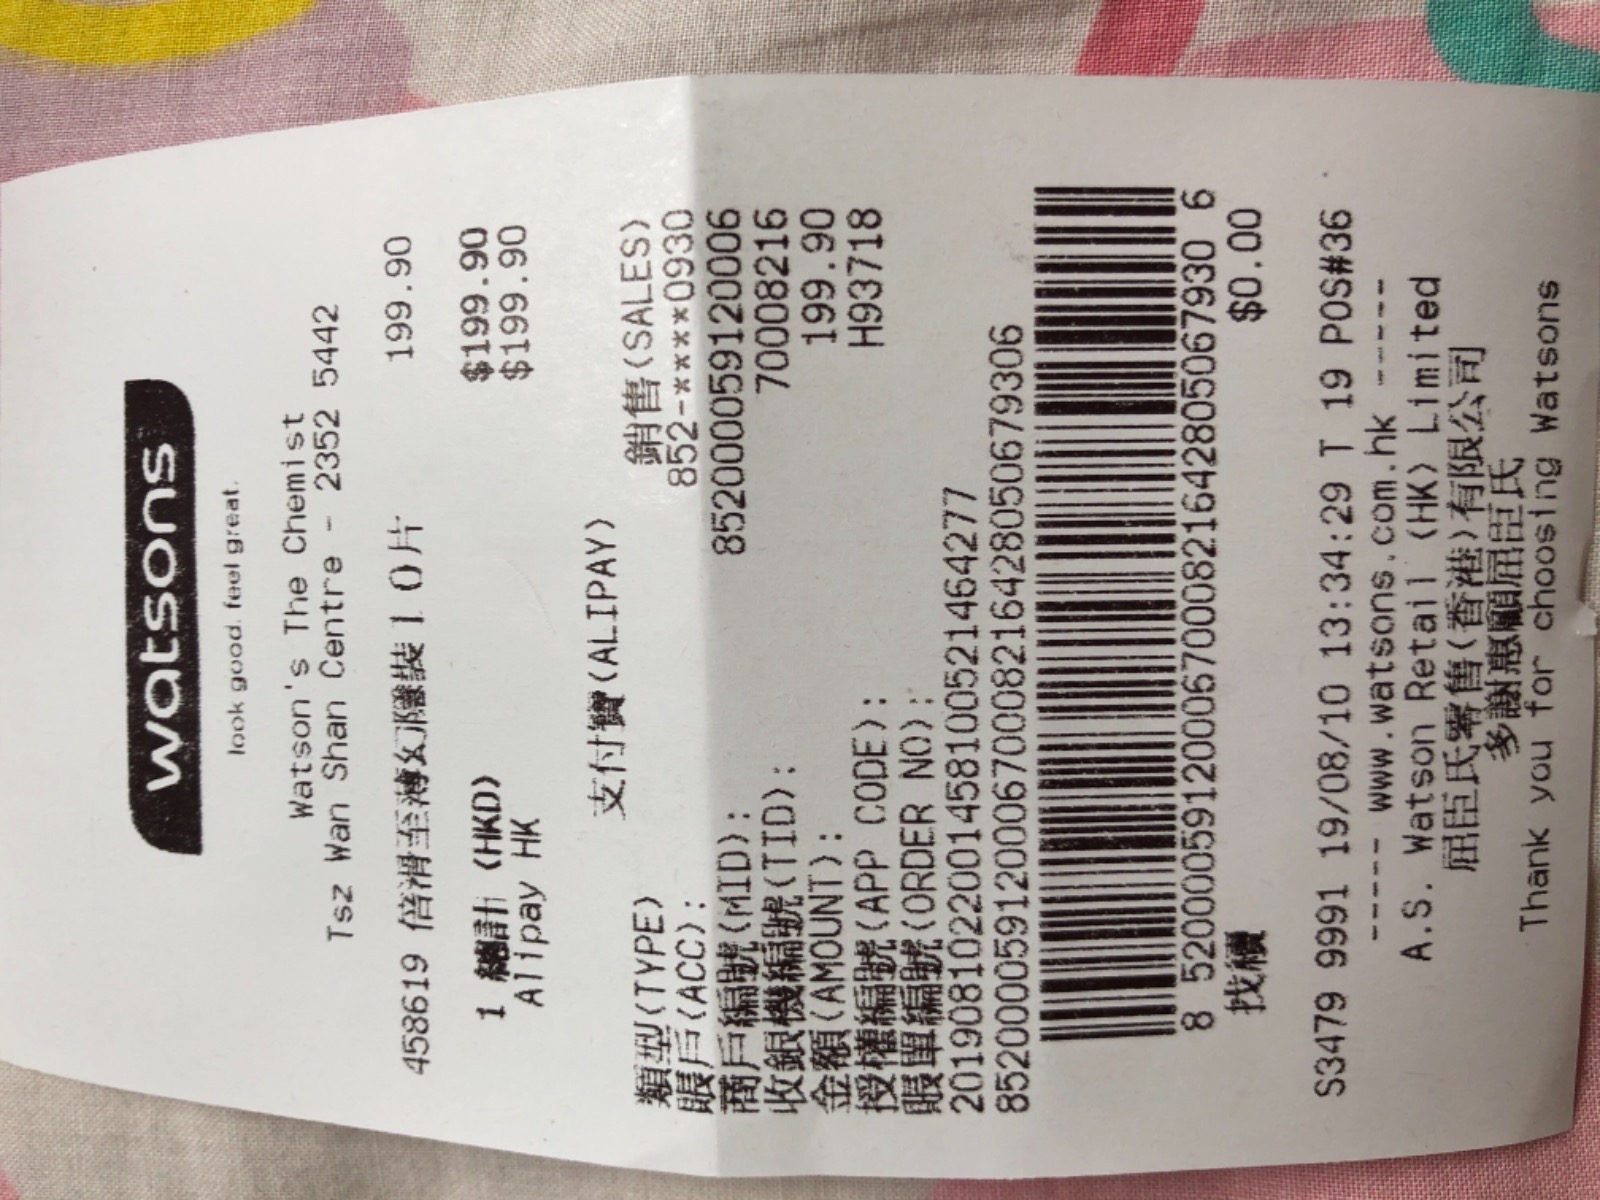 watsons
look good. feel great.
Watson's The Chemist
Tsz Wan Shan Centre - 2352 5442
458619 倍滑至薄幻隱裝10片 199.90
1 總計 (HKD) $199.90
Alipay HK $199.90
支付寶(ALIPAY)
類型(TYPE) 銷售(SALES)
賬戶(ACC): 852-****0930
商戶編號(MID): 852000059120006
收銀機編號(TID): 70008216
金額(AMOUNT): 199.90
授權編號(APP CODE): H93718
賬單編號(ORDER NO):
2019081022001458100521464277
85200005912000670008216428050679306
8 520000591200067000821642805067930 6
找續 $0.00
S3479 9991 19/08/10 13:34:29 T 19 POS#36
----- www.watsons.com.hk -----
A.S. Watson Retail (HK) Limited
屈臣氏零售(香港)有限公司
多謝惠顧屈臣氏
Thank you for choosing Watsons